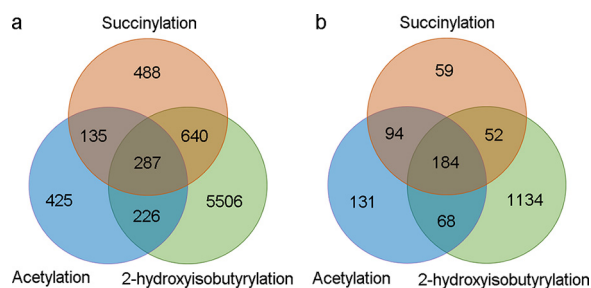 a
Succinylation
488
135
640
287
425
226
5506
Acetylation
2-hydroxyisobutyrylation
b
Succinylation
59
94
52
184
131
68
1134
Acetylation
2-hydroxyisobutyrylation